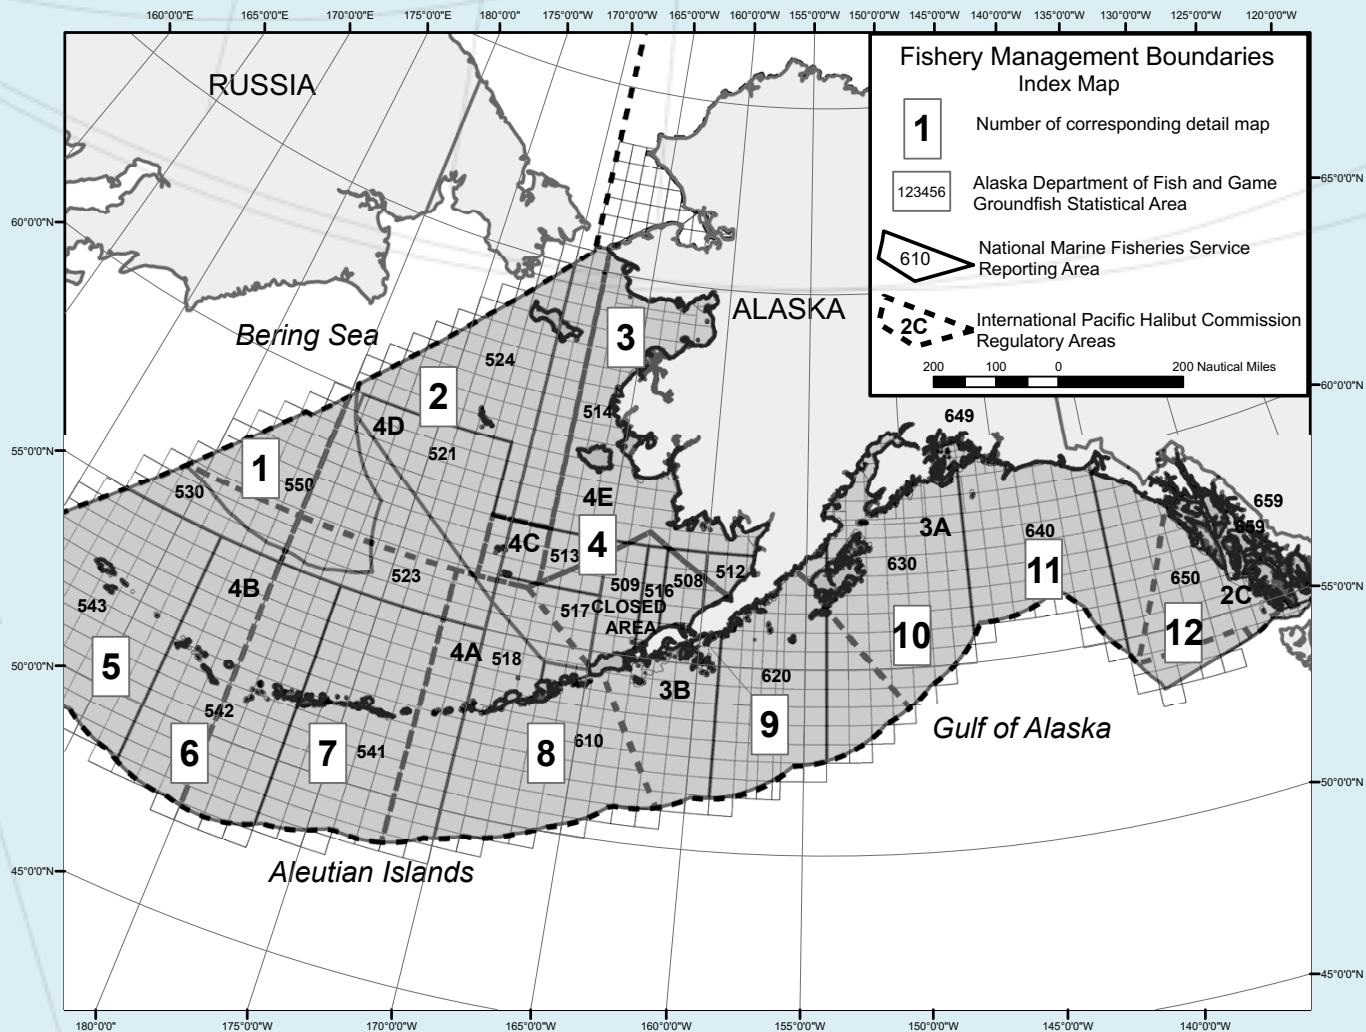 160°0'0"E 165°0'0"E 170°0'0"E 175°0'0"E 180°0'0" 175°0'0"W 170°0'0"W 165°0'0"W 160°0'0"W 155°0'0"W 150°0'0"W 145°0'0"W 140°0'0"W 135°0'0"W 130°0'0"W 125°0'0"W 120°0'0"W
Fishery Management Boundaries
Index Map
1
Number of corresponding detail map
123456
Alaska Department of Fish and Game
Groundfish Statistical Area
610
National Marine Fisheries Service
Reporting Area
2C
International Pacific Halibut Commission
Regulatory Areas
200 100 0 200 Nautical Miles
RUSSIA
ALASKA
Bering Sea
65°0'0"N
60°0'0"N
3
524
60°0'0"N
2
514
649
4D
521
55°0'0"N
1
530
550
4E
659
659
3A
640
4C
513
4
630
11
512
508
516
509
523
650
55°0'0"N
4B
2C
543
517
CLOSED
AREA
10
12
4A
518
5
50°0'0"N
620
3B
542
9
Gulf of Alaska
6
7
541
8
610
50°0'0"N
45°0'0"N
Aleutian Islands
45°0'0"N
180°0'0" 175°0'0"W 170°0'0"W 165°0'0"W 160°0'0"W 155°0'0"W 150°0'0"W 145°0'0"W 140°0'0"W